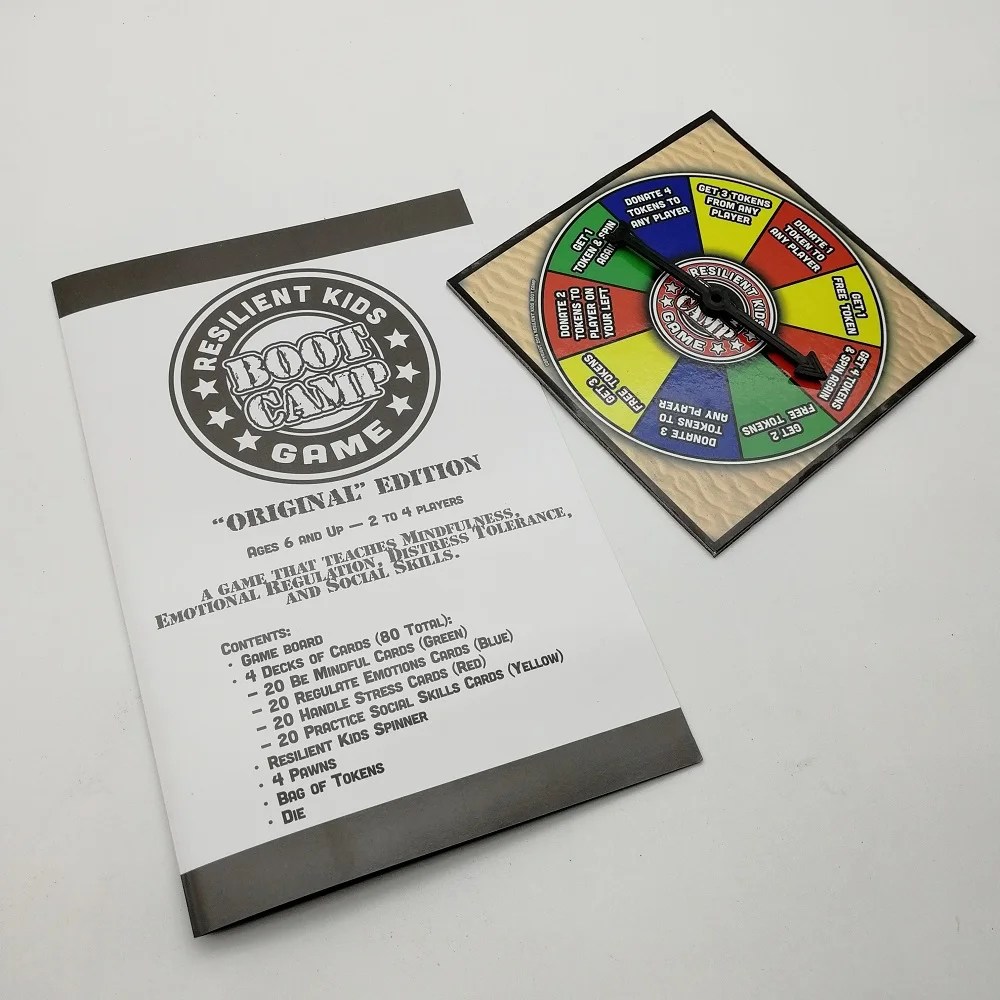 RESILIENT KIDS
BOOT
CAMP
GAME
“ORIGINAL” EDITION
AGES 6 AND UP — 2 TO 4 PLAYERS
A GAME THAT TEACHES MINDFULNESS,
EMOTIONAL REGULATION, DISTRESS TOLERANCE,
AND SOCIAL SKILLS.
CONTENTS:
· GAME BOARD
· 4 DECKS OF CARDS (80 TOTAL):
– 20 BE MINDFUL CARDS (GREEN)
– 20 REGULATE EMOTIONS CARDS (BLUE)
– 20 HANDLE STRESS CARDS (RED)
– 20 PRACTICE SOCIAL SKILLS CARDS (YELLOW)
· RESILIENT KIDS SPINNER
· 4 PAWNS
· BAG OF TOKENS
· DIE
DONATE 4
TOKENS TO
ANY PLAYER
GET 3 TOKENS
FROM ANY
PLAYER
DONATE 1
TOKEN TO
ANY PLAYER
GET 1
FREE TOKEN
GET 4 TOKENS
& SPIN AGAIN
GET 2
FREE TOKENS
DONATE 3
TOKENS TO
ANY PLAYER
GET 3
FREE TOKENS
DONATE 2
TOKENS TO
PLAYER ON
YOUR LEFT
GET 1
TOKEN & SPIN
AGAIN
RESILIENT KIDS
CAMP
GAME